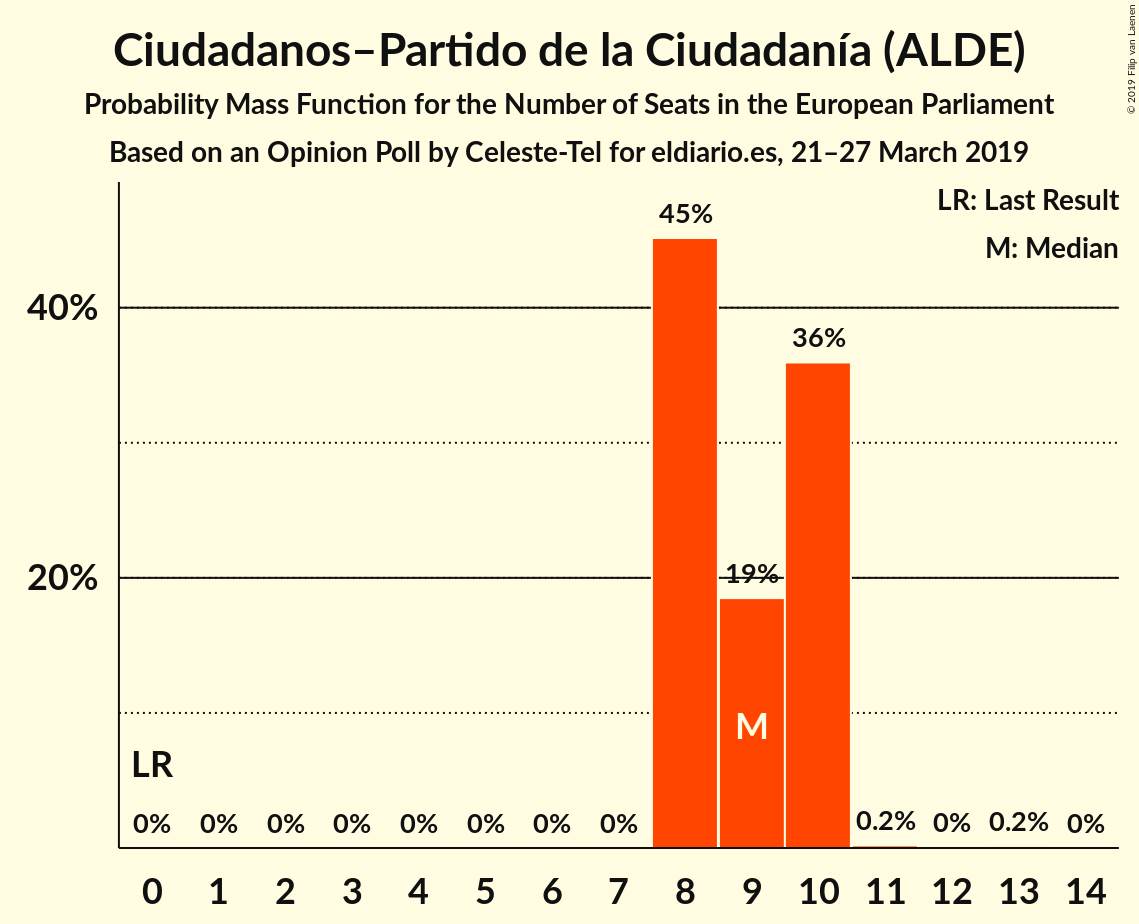 Ciudadanos–Partido de la Ciudadanía (ALDE)
Probability Mass Function for the Number of Seats in the European Parliament
Based on an Opinion Poll by Celeste-Tel for eldiario.es, 21–27 March 2019
© 2019 Filip van Laenen
LR: Last Result
M: Median
45%
40%
36%
20%
19%
M
LR
0% 0% 0% 0% 0% 0% 0% 0% 0.2% 0% 0.2% 0%
0 1 2 3 4 5 6 7 8 9 10 11 12 13 14